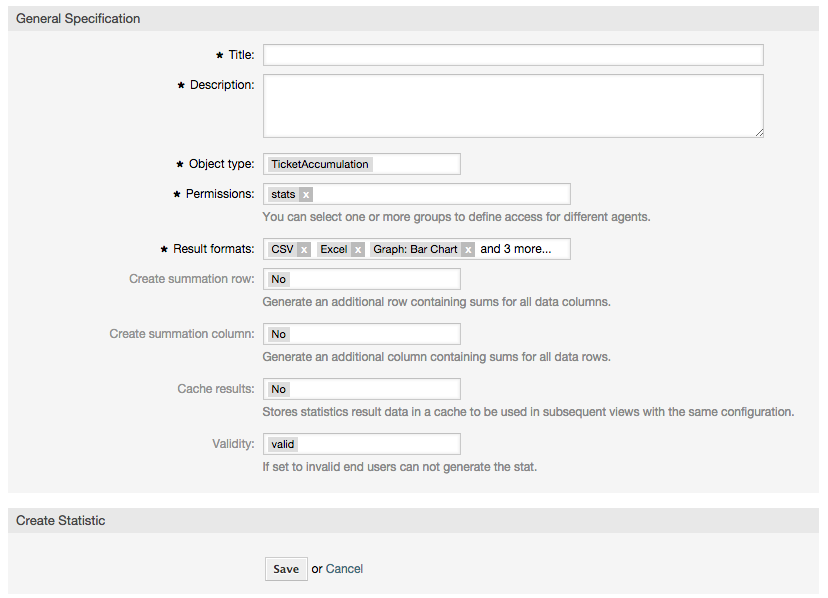 General Specification
★ Title:
★ Description:
★ Object type: TicketAccumulation
★ Permissions: stats x
You can select one or more groups to define access for different agents.
★ Result formats: CSV x Excel x Graph: Bar Chart x and 3 more...
Create summation row: No
Generate an additional row containing sums for all data columns.
Create summation column: No
Generate an additional column containing sums for all data rows.
Cache results: No
Stores statistics result data in a cache to be used in subsequent views with the same configuration.
Validity: valid
If set to invalid end users can not generate the stat.
Create Statistic
Save or Cancel